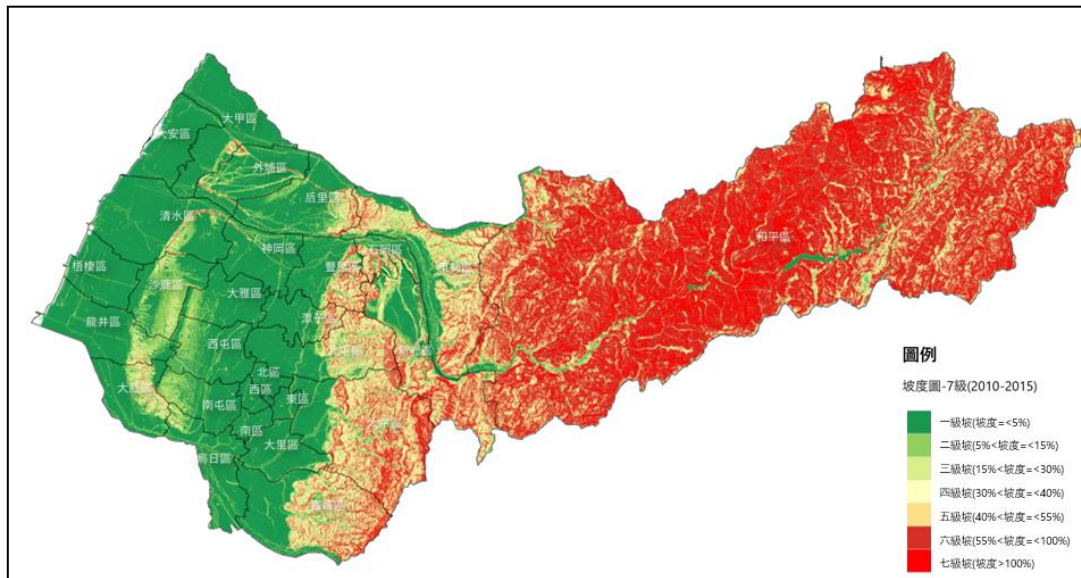 大甲區
大安區
外埔區
后里區
清水區
神岡區
石岡區
豐原區
和平區
梧棲區
沙鹿區
大雅區
潭子區
龍井區
西屯區
北區
西區
東區
南屯區
南區
大里區
烏日區
圖例
坡度圖-7級(2010-2015)
一級坡(坡度=<5%)
二級坡(5%<坡度=<15%)
三級坡(15%<坡度=<30%)
四級坡(30%<坡度=<40%)
五級坡(40%<坡度=<55%)
六級坡(55%<坡度=<100%)
七級坡(坡度>100%)